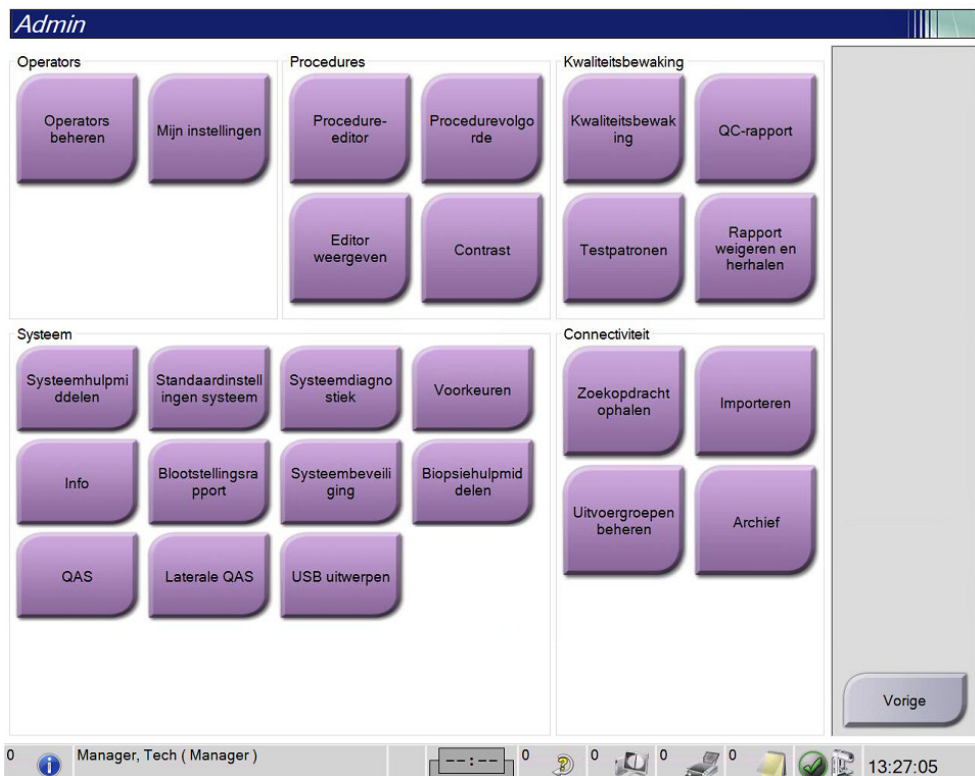 Admin
Operators
Operators
beheren
Mijn instellingen
Procedures
Procedure-
editor
Procedurevolgo
rde
Editor
weergeven
Contrast
Kwaliteitsbewaking
Kwaliteitsbewak
ing
QC-rapport
Testpatronen
Rapport
weigeren en
herhalen
Systeem
Systeemhulpmi
ddelen
Standaardinstell
ingen systeem
Systeemdiagno
stiek
Voorkeuren
Info
Blootstellingsra
pport
Systeembeveili
ging
Biopsiehulpmid
delen
QAS
Laterale QAS
USB uitwerpen
Connectiviteit
Zoekopdracht
ophalen
Importeren
Uitvoergroepen
beheren
Archief
Vorige
0
Manager, Tech ( Manager )
--:--
0
0
0
0
13:27:05